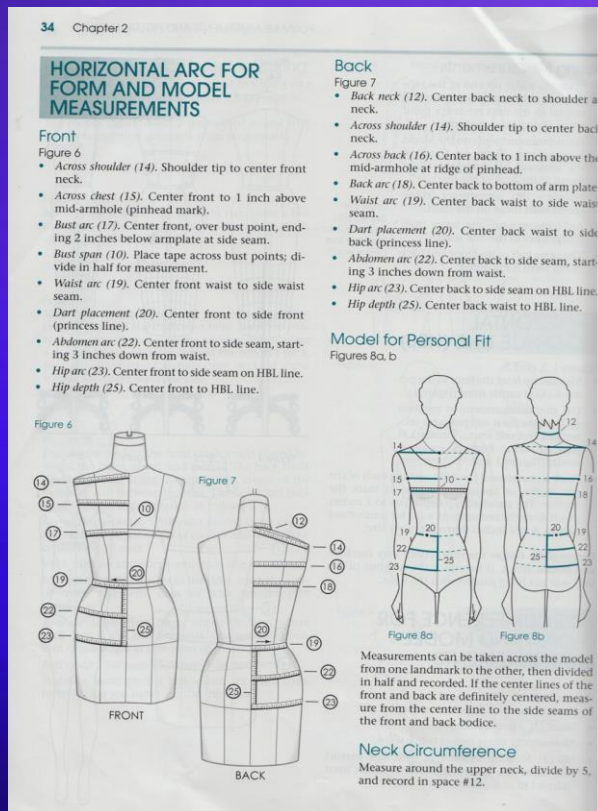 34 Chapter 2
HORIZONTAL ARC FOR
FORM AND MODEL
MEASUREMENTS
Front
Figure 6
• Across shoulder (14). Shoulder tip to center front
neck.
• Across chest (15). Center front to 1 inch above
mid-armhole (pinhead mark).
• Bust arc (17). Center front, over bust point, end-
ing 2 inches below armplate at side seam.
• Bust span (10). Place tape across bust points; di-
vide in half for measurement.
• Waist arc (19). Center front waist to side waist
seam.
• Dart placement (20). Center front to side front
(princess line).
• Abdomen arc (22). Center front to side seam, start-
ing 3 inches down from waist.
• Hip arc (23). Center front to side seam on HBL line.
• Hip depth (25). Center front to HBL line.
Figure 6
14
15
10
17
19
20
22
25
23
FRONT
Figure 7
12
14
16
18
20
19
22
25
23
BACK
Back
Figure 7
• Back neck (12). Center back neck to shoulder a
neck.
• Across shoulder (14). Shoulder tip to center bac
neck.
• Across back (16). Center back to 1 inch above th
mid-armhole at ridge of pinhead.
• Back arc (18). Center back to bottom of arm plate
• Waist arc (19). Center back waist to side wais
seam.
• Dart placement (20). Center back waist to sid
back (princess line).
• Abdomen arc (22). Center back to side seam, start-
ing 3 inches down from waist.
• Hip arc (23). Center back to side seam on HBL line.
• Hip depth (25). Center back waist to HBL line.
Model for Personal Fit
Figures 8a, b
14
15
10
17
19
20
22
25
23
Figure 8a
12
14
16
18
19
20
22
25
23
Figure 8b
Measurements can be taken across the model
from one landmark to the other, then divided
in half and recorded. If the center lines of the
front and back are definitely centered, meas-
ure from the center line to the side seams of
the front and back bodice.
Neck Circumference
Measure around the upper neck, divide by 5,
and record in space #12.